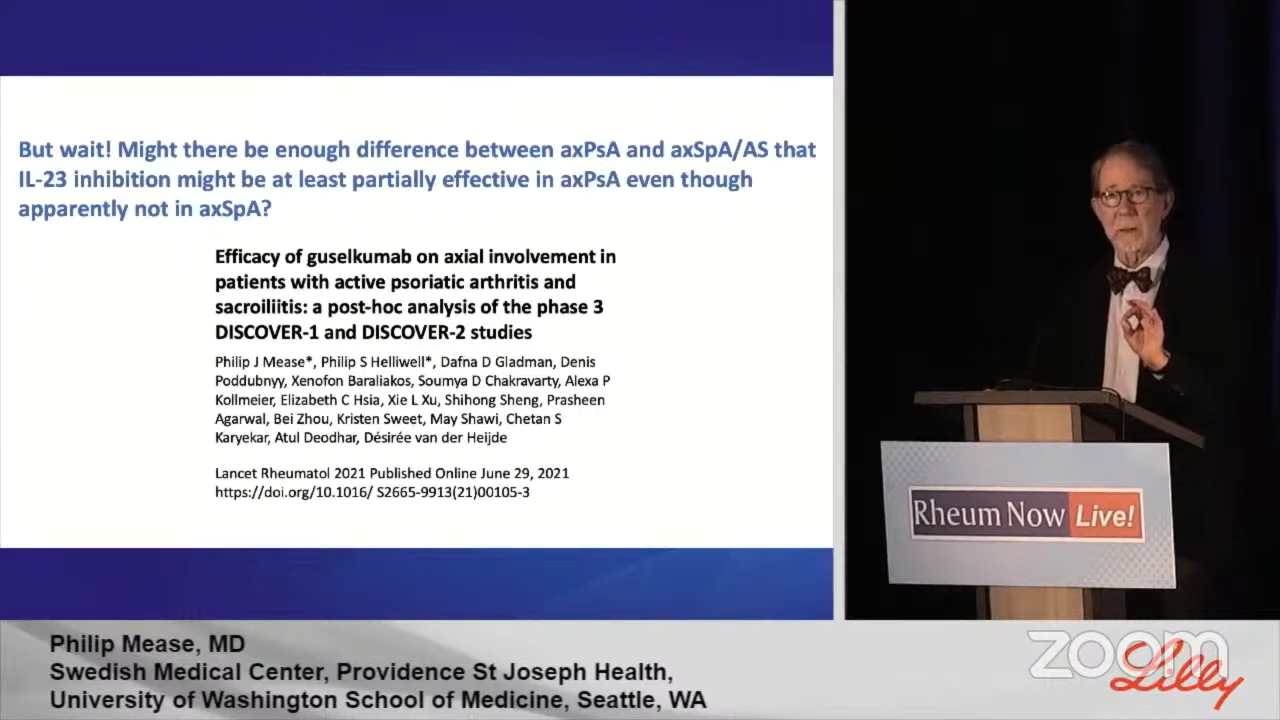 But wait! Might there be enough difference between axPsA and axSpA/AS that
IL-23 inhibition might be at least partially effective in axPsA even though
apparently not in axSpA?
Efficacy of guselkumab on axial involvement in
patients with active psoriatic arthritis and
sacroiliitis: a post-hoc analysis of the phase 3
DISCOVER-1 and DISCOVER-2 studies
Philip J Mease*, Philip S Helliwell*, Dafna D Gladman, Denis
Poddubnyy, Xenofon Baraliakos, Soumya D Chakravarty, Alexa P
Kollmeier, Elizabeth C Hsia, Xie L Xu, Shihong Sheng, Prasheen
Agarwal, Bei Zhou, Kristen Sweet, May Shawi, Chetan S
Karyekar, Atul Deodhar, Désirée van der Heijde
Lancet Rheumatol 2021 Published Online June 29, 2021
https://doi.org/10.1016/ S2665-9913(21)00105-3
Rheum Now Live!
Philip Mease, MD
Swedish Medical Center, Providence St Joseph Health,
University of Washington School of Medicine, Seattle, WA
zoom
Lilly